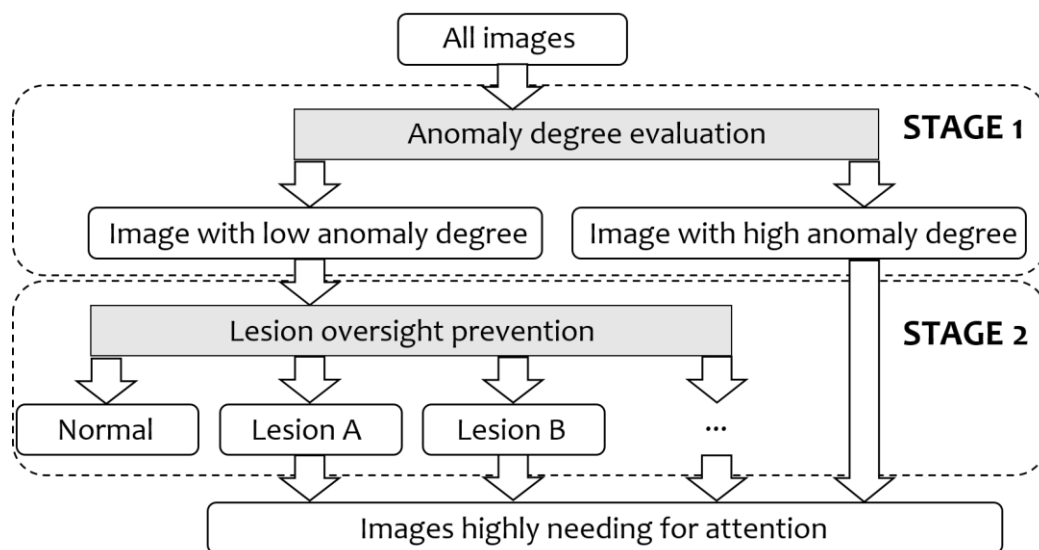 All images
STAGE 1
Anomaly degree evaluation
Image with low anomaly degree
Image with high anomaly degree
Lesion oversight prevention
STAGE 2
Normal
Lesion A
Lesion B
...
Images highly needing for attention